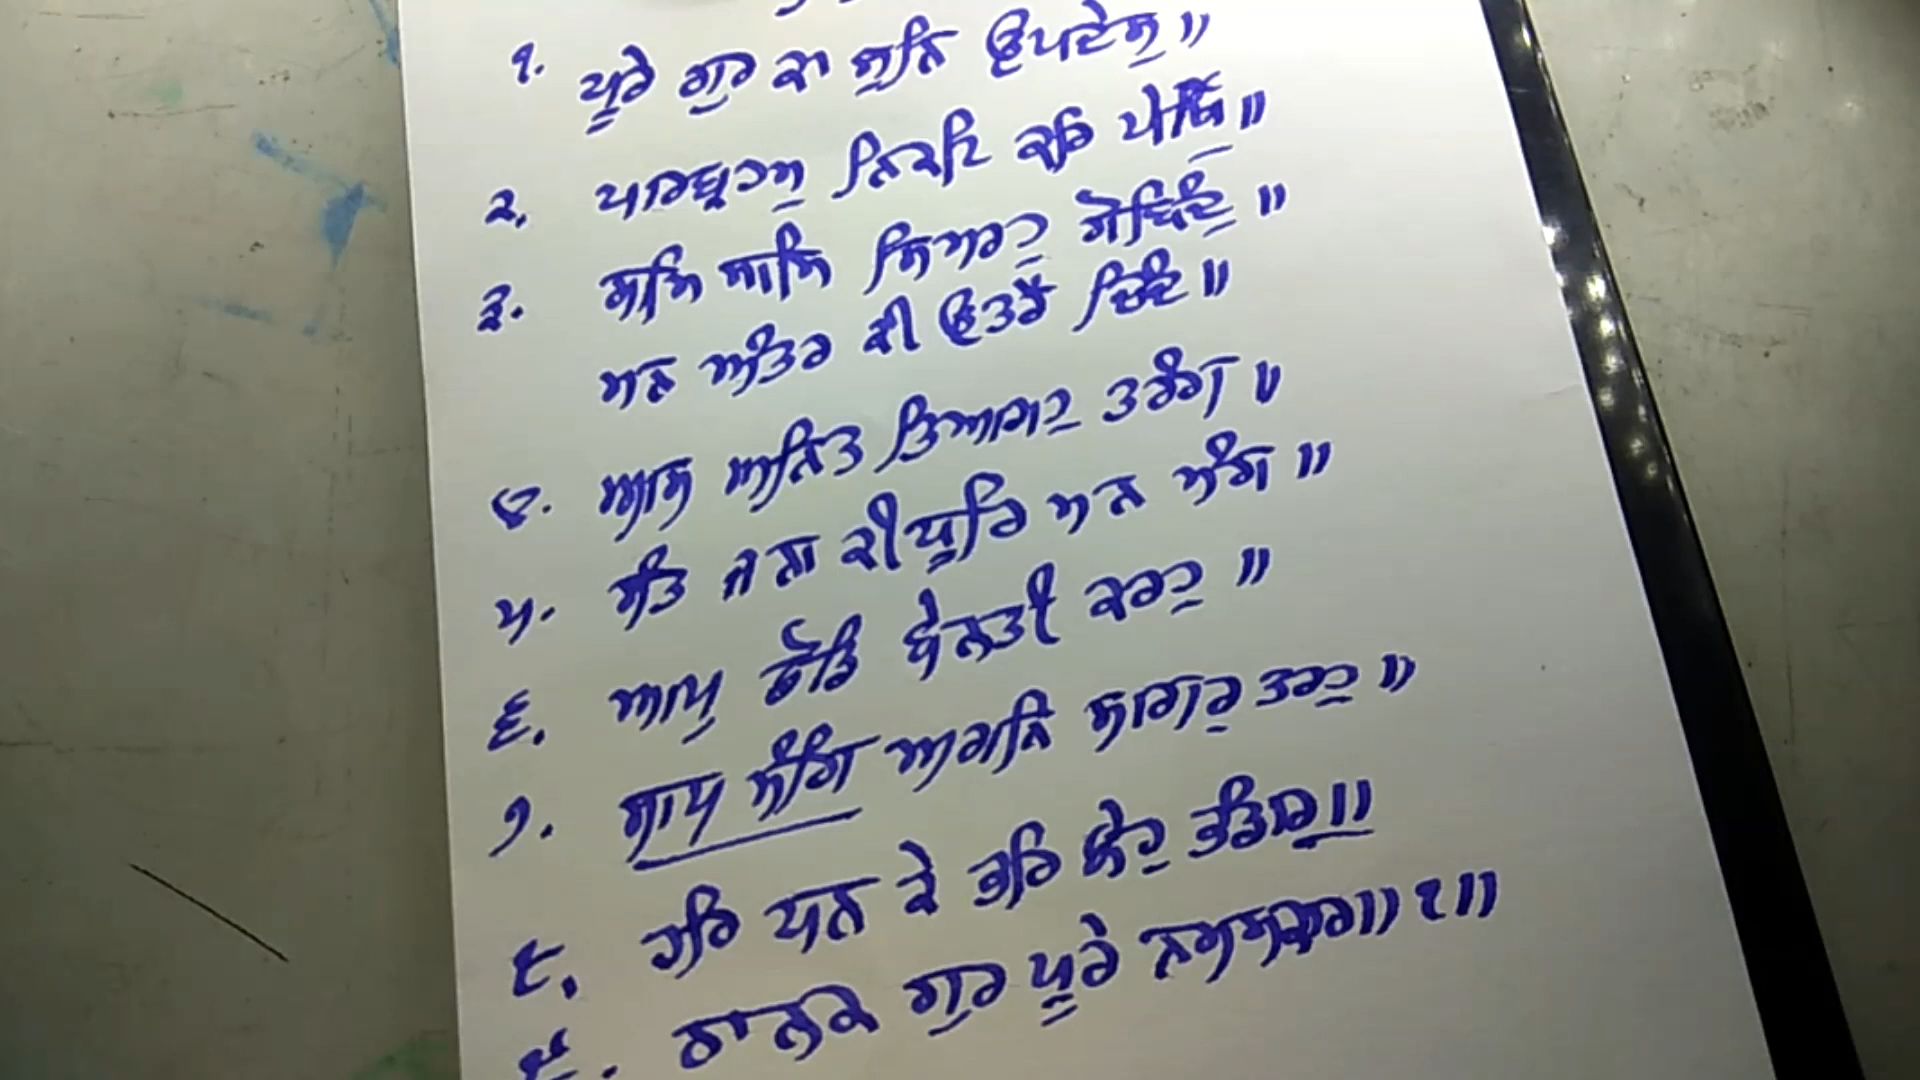 ੧. ਪੂਰੇ ਗੁਰ ਕਾ ਸੁਨਿ ਉਪਦੇਸੁ॥
੨. ਪਾਰਬ੍ਰਹਮੁ ਨਿਕਟਿ ਕਰਿ ਪੇਖੁ॥
੩. ਸਾਸਿ ਸਾਸਿ ਸਿਮਰਹੁ ਗੋਬਿੰਦੁ॥
ਮਨ ਅੰਤਰ ਕੀ ਉਤਰੈ ਚਿੰਦ॥
੪. ਆਸ ਅਨਿਤ ਤਿਆਗਹੁ ਤਰੰਗ॥
੫. ਸੰਤ ਜਨਾ ਕੀ ਧੂਰਿ ਮਨ ਮੰਗ॥
੬. ਆਪੁ ਛੋਡਿ ਬੇਨਤੀ ਕਰਹੁ॥
੭. ਸਾਧ ਸੰਗਿ ਅਗਨਿ ਸਾਗਰੁ ਤਰਹੁ॥
੮. ਹਰਿ ਧਨ ਕੇ ਭਰਿ ਲੇਹੁ ਭੰਡਾਰ॥
੯. ਨਾਨਕ ਗੁਰ ਪੂਰੇ ਨਮਸਕਾਰ॥੧॥